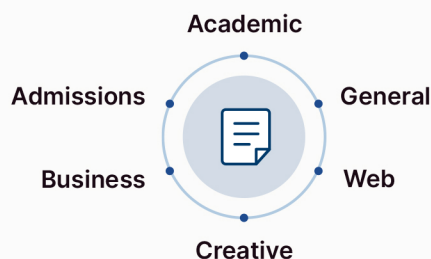 Academic
Admissions
General
Business
Web
Creative